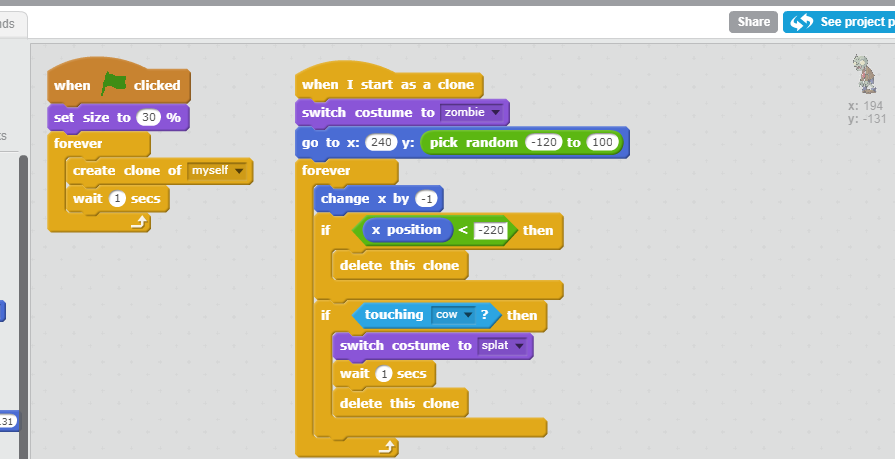 nds
Share
See project p
x: 194
y: -131
ts
31
when clicked
set size to 30 %
forever
create clone of myself
wait 1 secs
when I start as a clone
switch costume to zombie
go to x: 240 y: pick random -120 to 100
forever
change x by -1
if x position < -220 then
delete this clone
if touching cow ? then
switch costume to splat
wait 1 secs
delete this clone